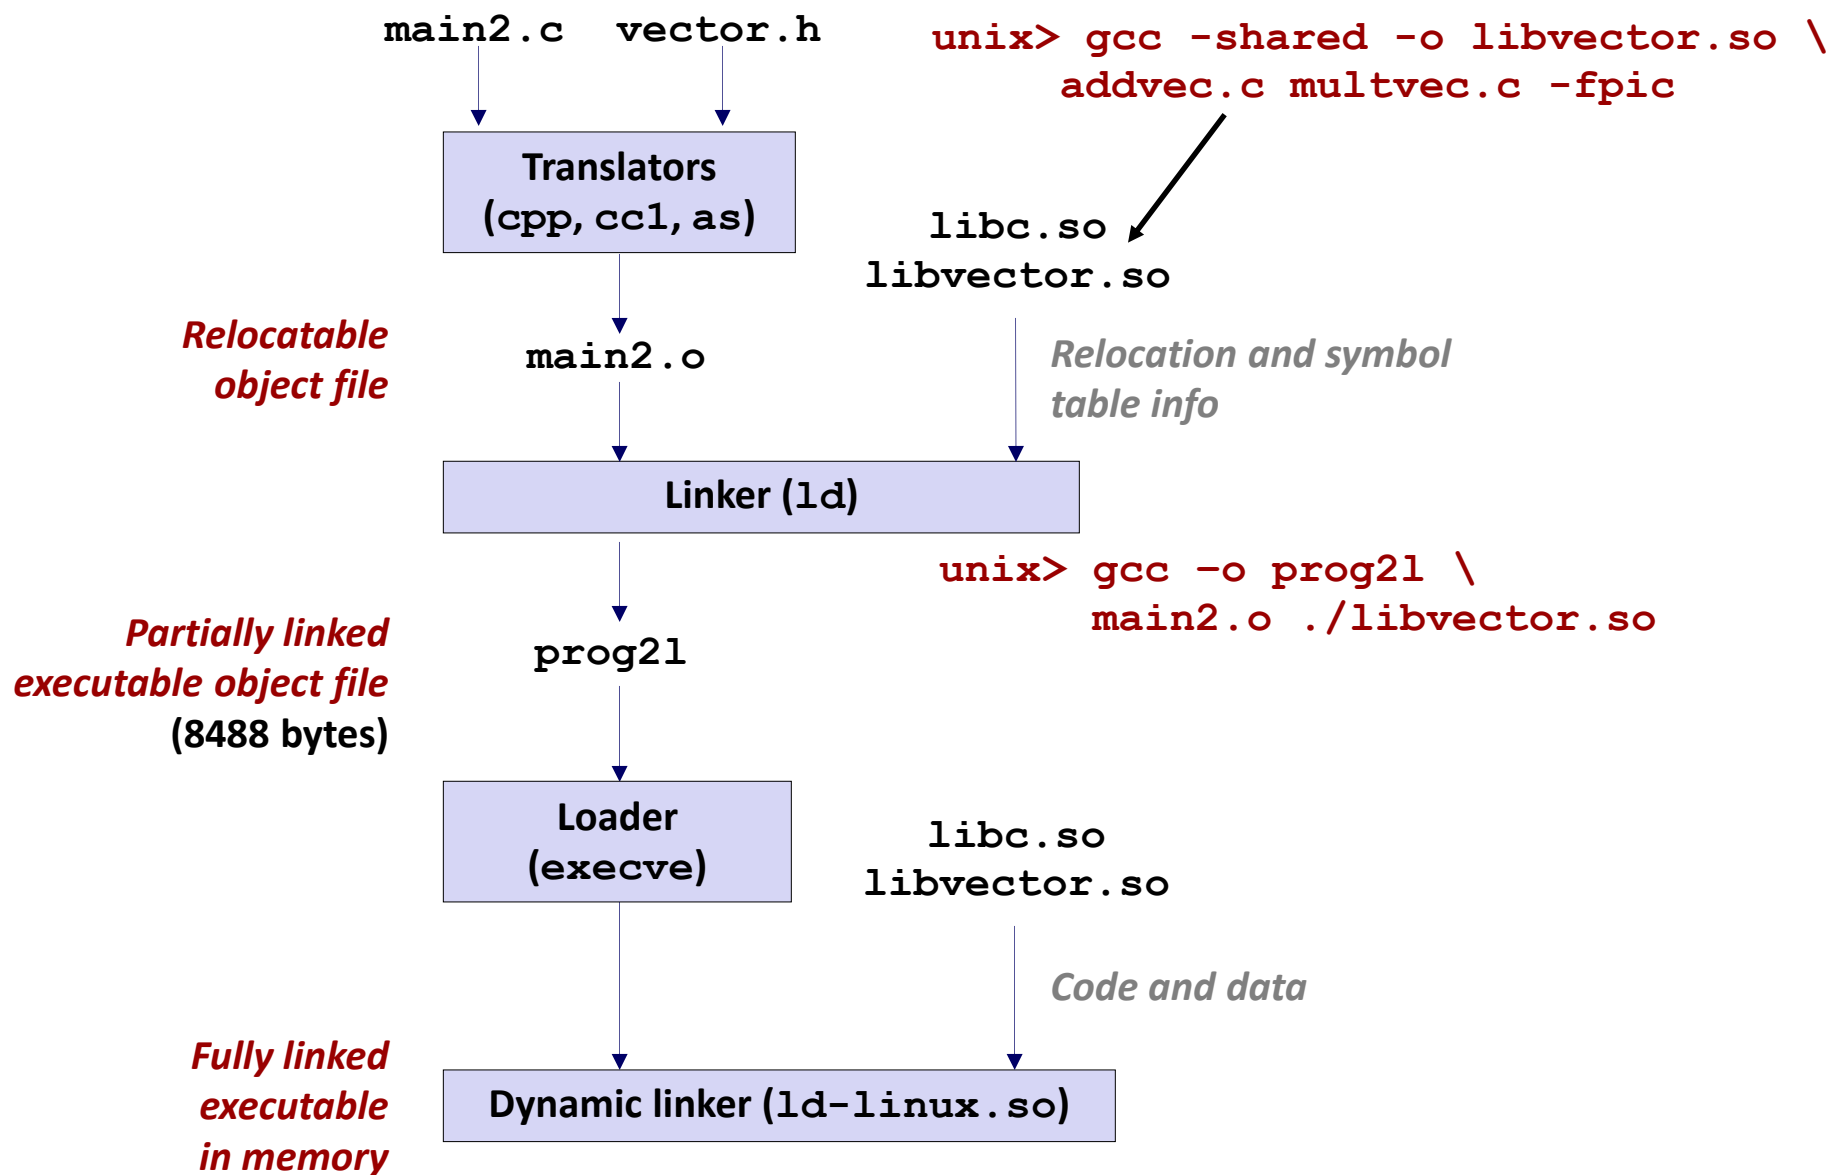 main2.c vector.h
unix> gcc -shared -o libvector.so \
addvec.c multvec.c -fpic
Translators
(cpp, cc1, as)
libc.so
libvector.so
Relocatable
object file
main2.o
Relocation and symbol
table info
Linker (ld)
unix> gcc –o prog2l \
main2.o ./libvector.so
Partially linked
executable object file
(8488 bytes)
prog2l
Loader
(execve)
libc.so
libvector.so
Code and data
Fully linked
executable
in memory
Dynamic linker (ld-linux.so)